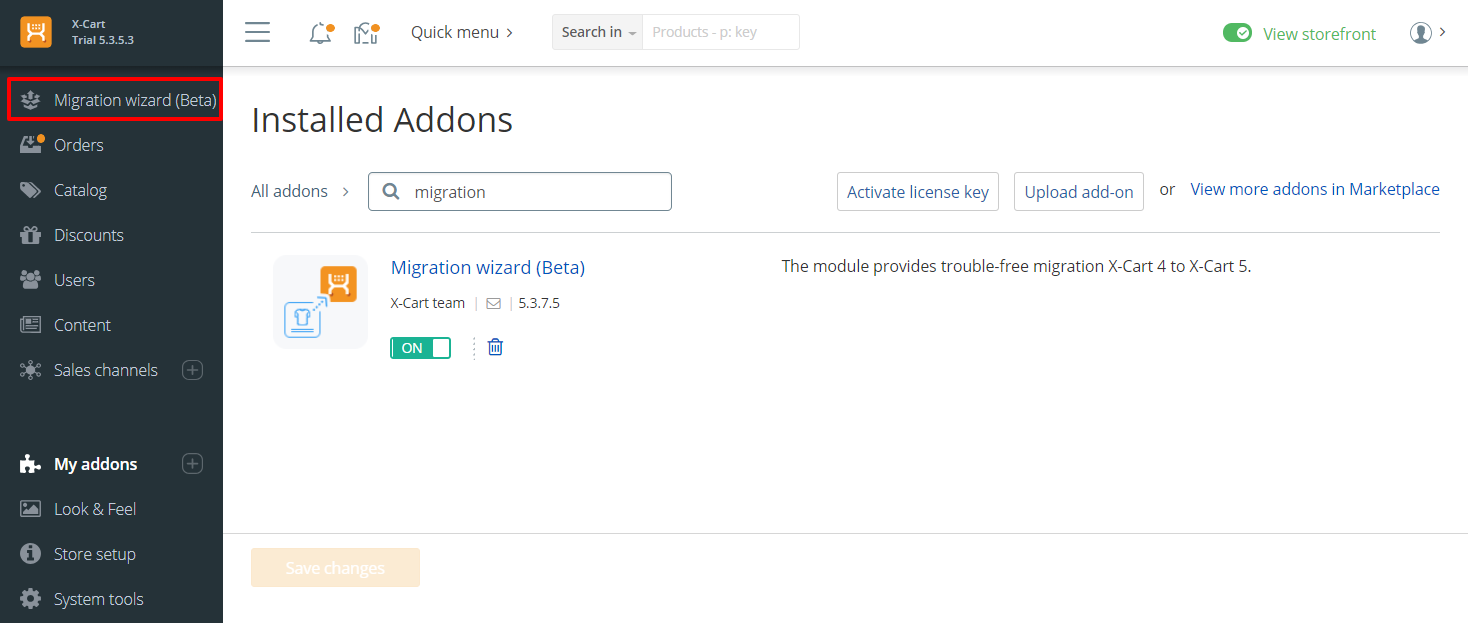 X-Cart
Trial 5.3.5.3
Quick menu
Search in
Products - p: key
View storefront
Migration wizard (Beta)
Orders
Catalog
Discounts
Users
Content
Sales channels
My addons
Look & Feel
Store setup
System tools
Installed Addons
All addons
migration
Activate license key
Upload add-on
or
View more addons in Marketplace
Migration wizard (Beta)
The module provides trouble-free migration X-Cart 4 to X-Cart 5.
X-Cart team | | 5.3.7.5
ON
Save changes